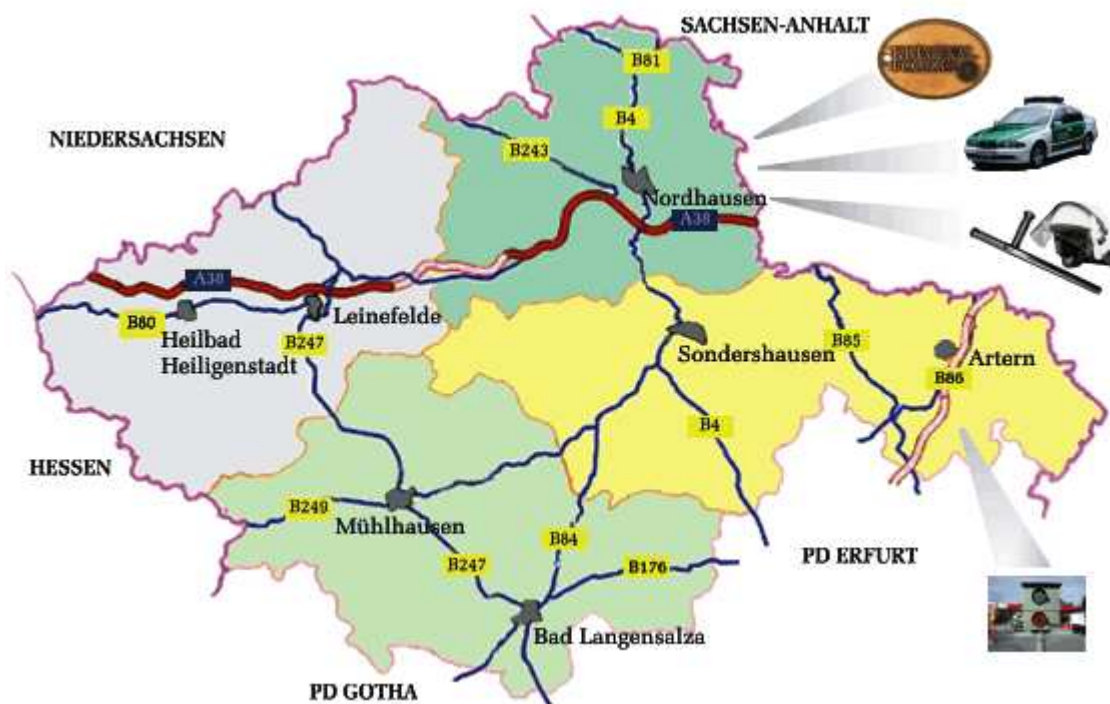 SACHSEN-ANHALT
B81
NIEDERSACHSEN
B4
B243
Nordhausen
A38
A38
B80
Heilbad
Heiligenstadt
Leinefelde
B247
Sondershausen
B85
Artern
B86
B4
HESSEN
B249
Mühlhausen
B84
B247
B176
PD ERFURT
Bad Langensalza
PD GOTHA